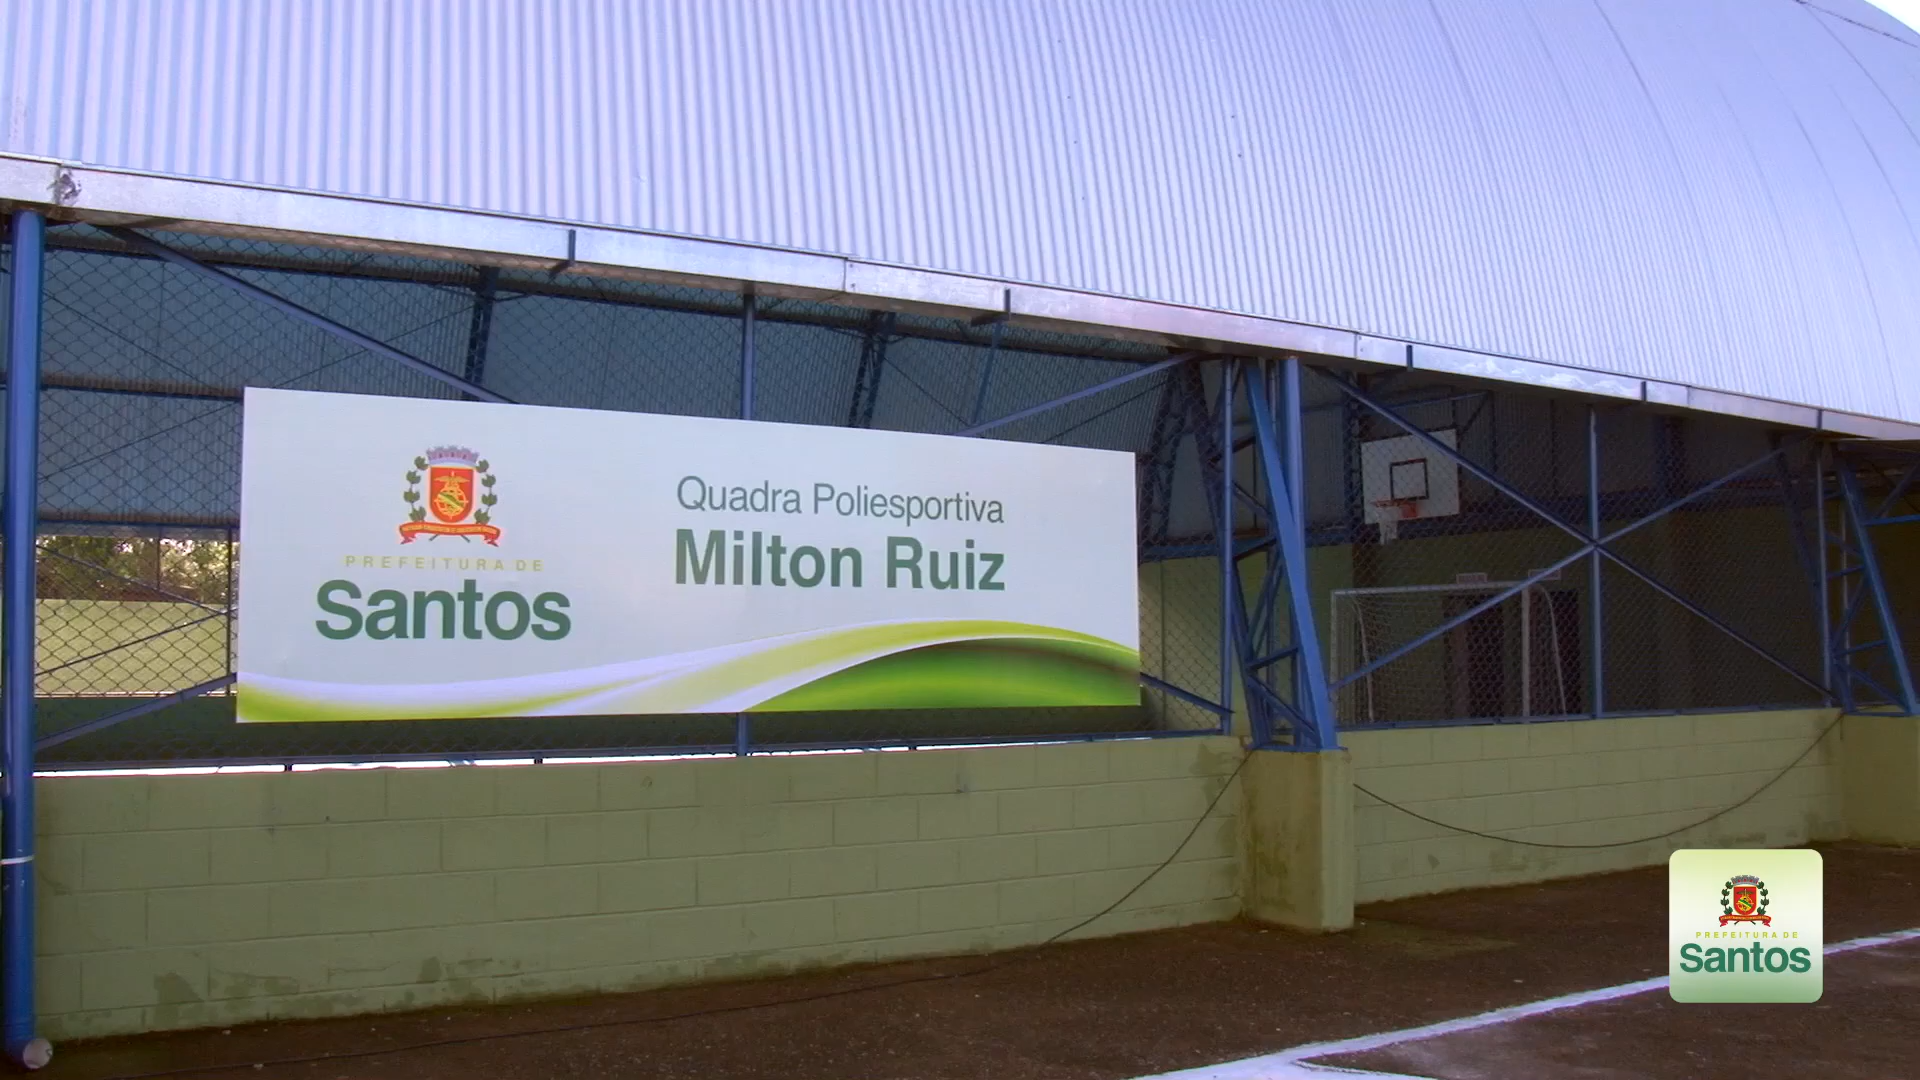 PREFEITURA DE
Santos
Quadra Poliesportiva
Milton Ruiz
PREFEITURA DE
Santos